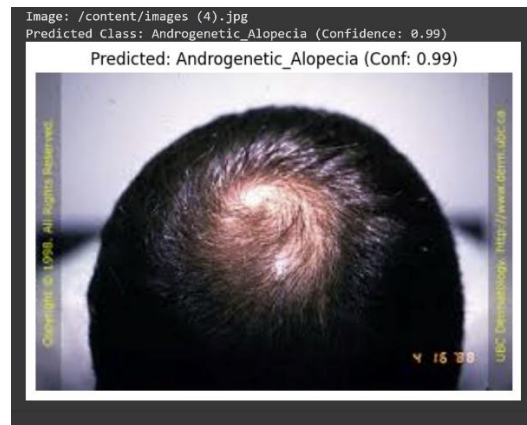 Image: /content/images (4).jpg
Predicted Class: Androgenetic_Alopecia (Confidence: 0.99)
Predicted: Androgenetic_Alopecia (Conf: 0.99)
Copyright © 1998. All Rights Reserved.
UBC Dermatology. http://www.derm.ubc.ca
4 16 '88